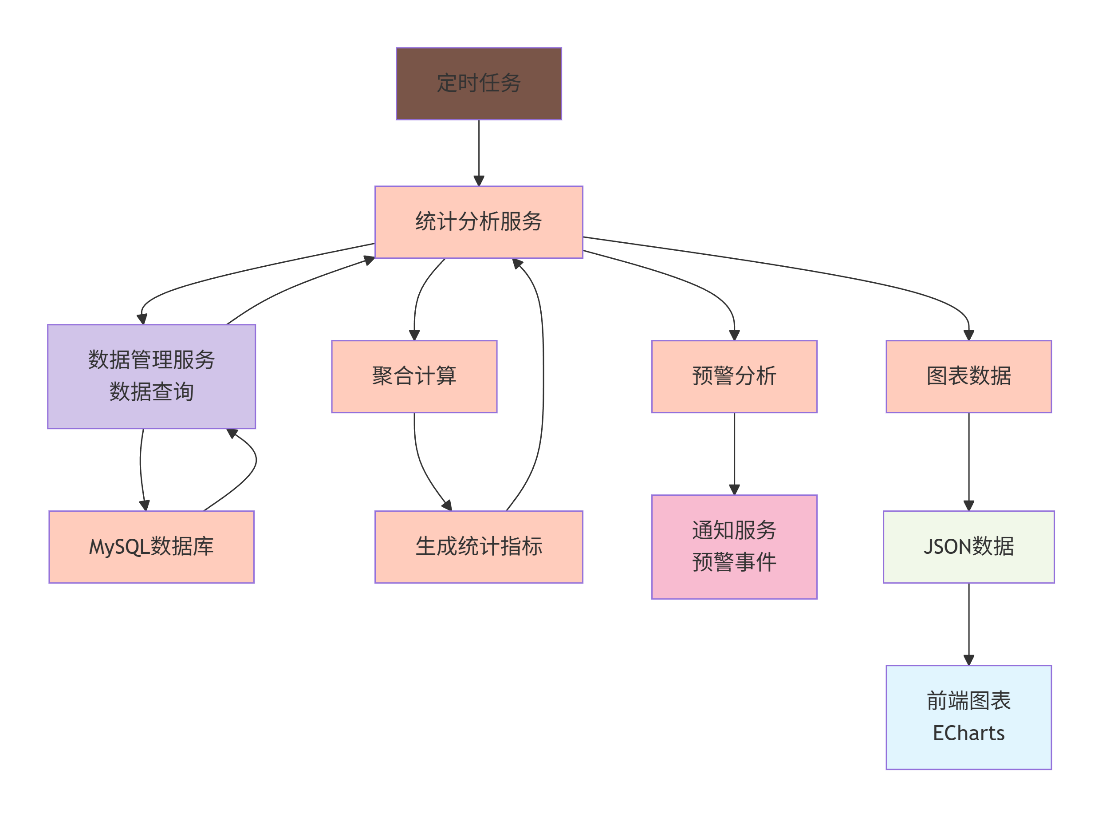 定时任务
统计分析服务
数据管理服务
数据查询
聚合计算
预警分析
图表数据
MySQL数据库
生成统计指标
通知服务
预警事件
JSON数据
前端图表
ECharts